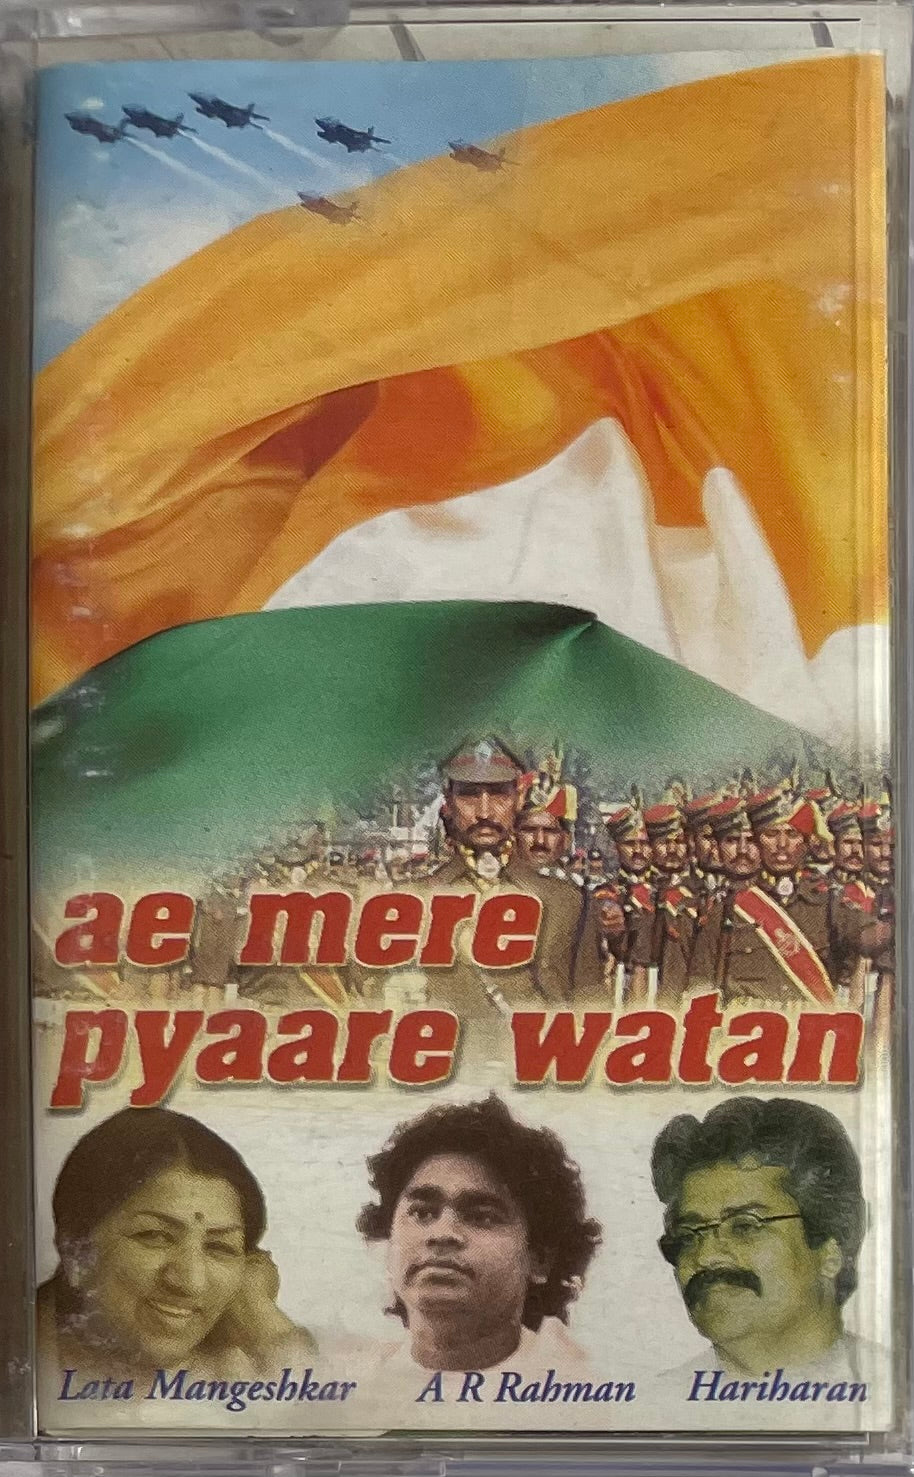 ae mere
pyaare watan
Lata Mangeshkar A R Rahman Hariharan